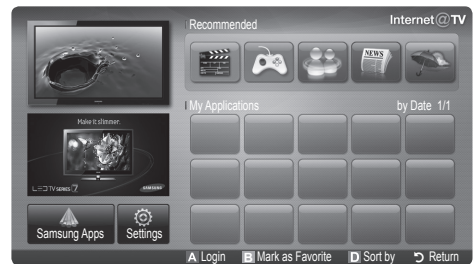 Recommended
Internet@TV
NEWS
My Applications
by Date 1/1
Make it slimmer.
LED TV SERIES 7
SAMSUNG
Samsung Apps
Settings
A Login
B Mark as Favorite
D Sort by
Return